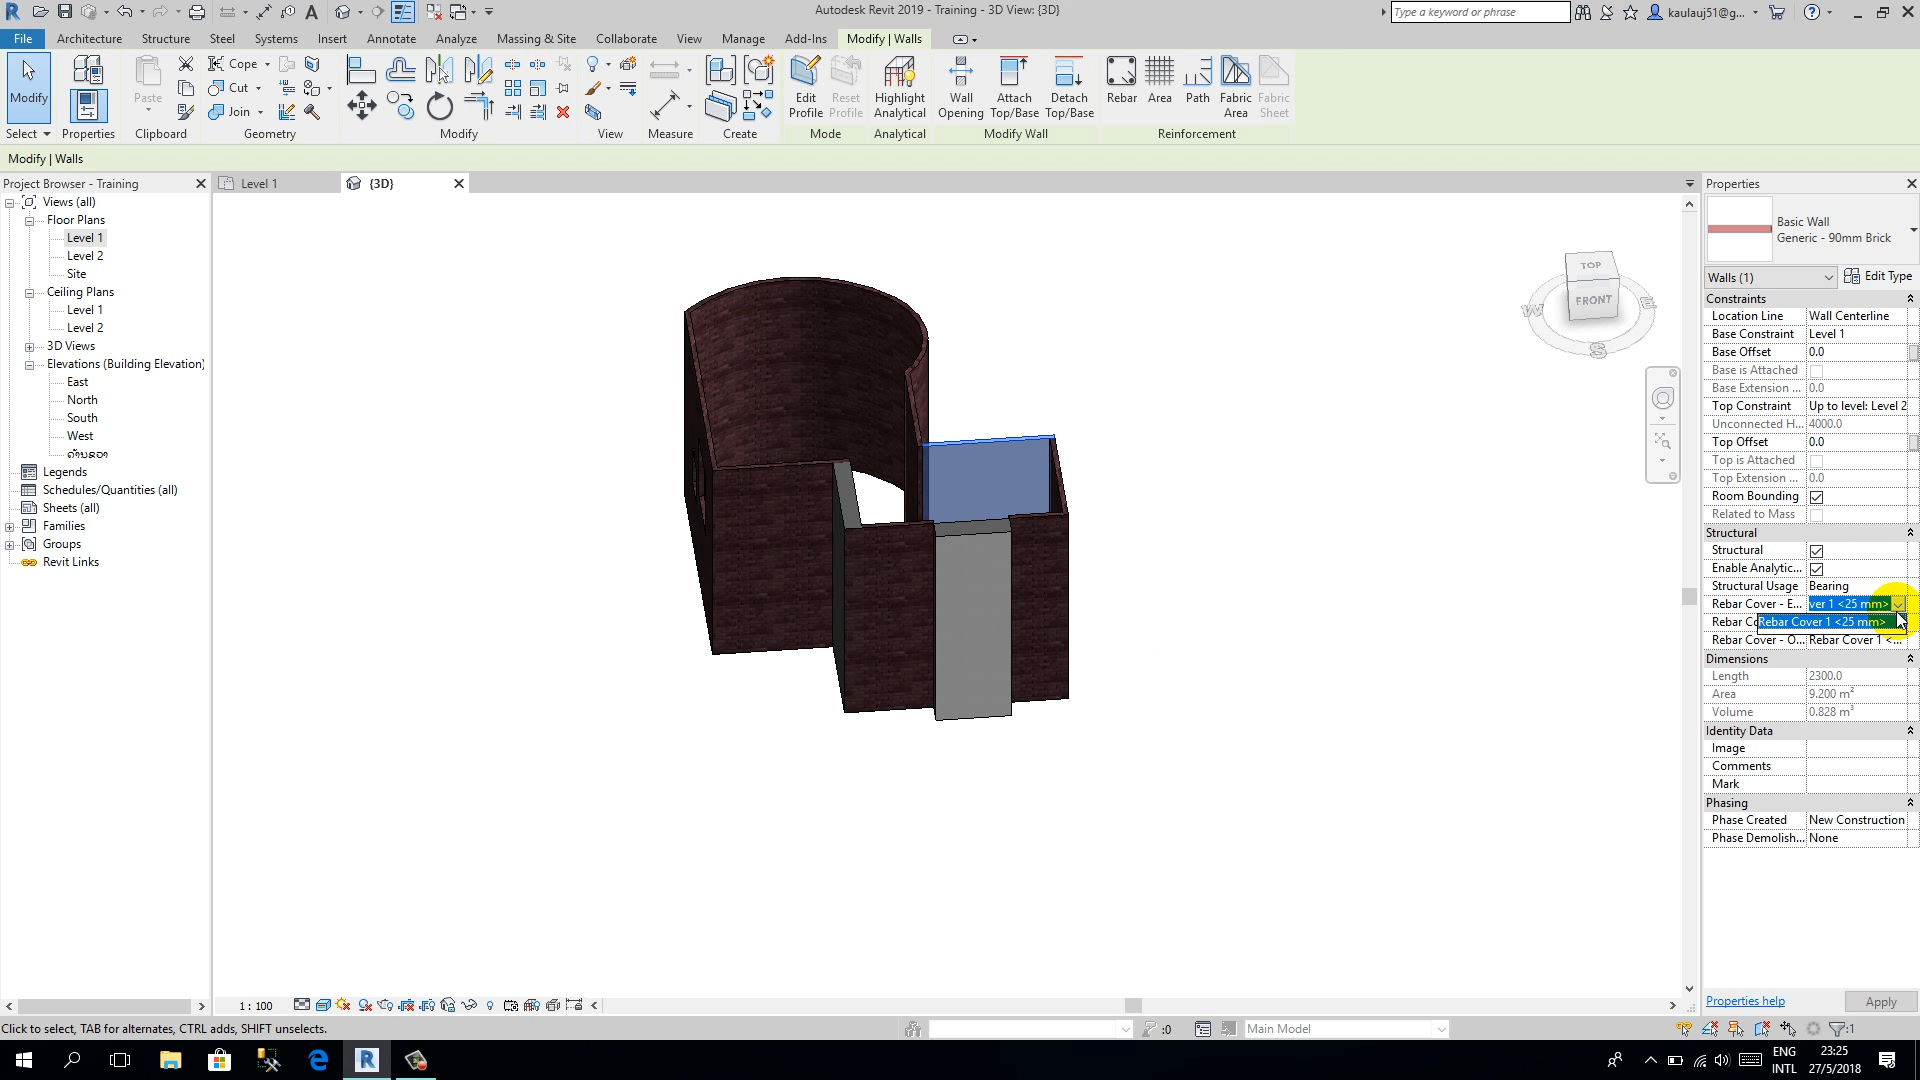 Autodesk Revit 2019 - Training - 3D View: {3D}
Type a keyword or phrase
kaulauj51@g...
File
Architecture
Structure
Steel
Systems
Insert
Annotate
Analyze
Massing & Site
Collaborate
View
Manage
Add-Ins
Modify | Walls
Modify
Select
Properties
Paste
Clipboard
Cope
Cut
Join
Geometry
Modify
View
Measure
Create
Edit Profile
Reset Profile
Mode
Highlight Analytical
Analytical
Wall Opening
Attach Top/Base
Detach Top/Base
Modify Wall
Rebar
Area
Path
Fabric Area
Fabric Sheet
Reinforcement
Modify | Walls
Project Browser - Training
Views (all)
Floor Plans
Level 1
Level 2
Site
Ceiling Plans
Level 1
Level 2
3D Views
Elevations (Building Elevation)
East
North
South
West
Legends
Schedules/Quantities (all)
Sheets (all)
Families
Groups
Revit Links
Level 1
{3D}
TOP
FRONT
W
E
S
Properties
Basic Wall
Generic - 90mm Brick
Walls (1)
Edit Type
Constraints
Location Line Wall Centerline
Base Constraint Level 1
Base Offset 0.0
Base is Attached
Base Extension ... 0.0
Top Constraint Up to level: Level 2
Unconnected H... 4000.0
Top Offset 0.0
Top is Attached
Top Extension ... 0.0
Room Bounding
Related to Mass
Structural
Structural
Enable Analytic...
Structural Usage Bearing
Rebar Cover - E... ver 1 <25 mm>
Rebar Co
Rebar Cover 1 <25 mm>
Rebar Cover - O... Rebar Cover 1 <...
Dimensions
Length 2300.0
Area 9.200 m²
Volume 0.828 m³
Identity Data
Image
Comments
Mark
Phasing
Phase Created New Construction
Phase Demolish... None
Properties help
Apply
1 : 100
Click to select, TAB for alternates, CTRL adds, SHIFT unselects.
:0
Main Model
:1
ENG
INTL
23:25
27/5/2018